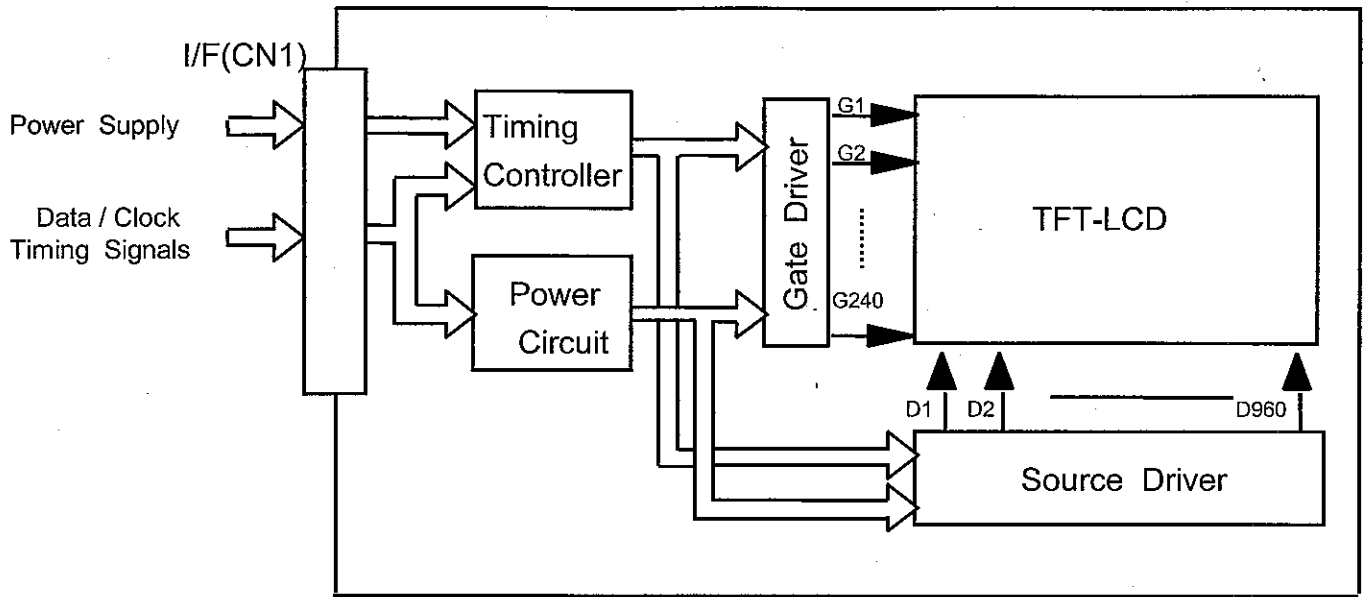 I/F(CN1)
Power Supply
Data / Clock
Timing Signals
Timing
Controller
Power
Circuit
Gate Driver
G1
G2
G240
TFT-LCD
D1 D2 D960
Source Driver